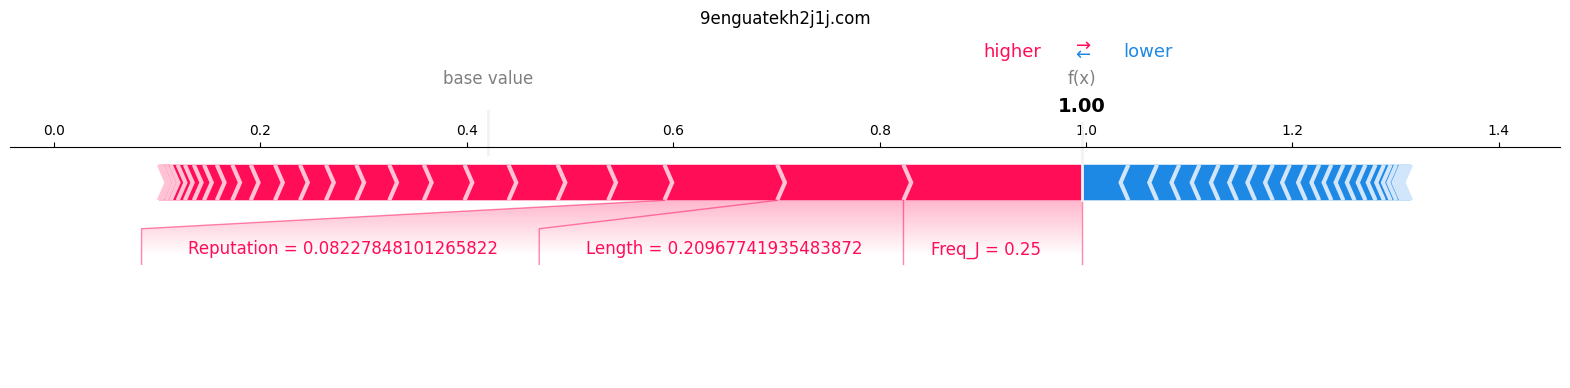 9enguatekh2j1j.com
higher ⇄ lower
base value f(x)
1.00
0.0 0.2 0.4 0.6 0.8 1.0 1.2 1.4
Reputation = 0.08227848101265822 Length = 0.20967741935483872 Freq_J = 0.25